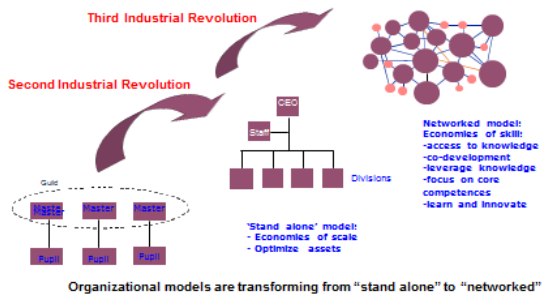 Third Industrial Revolution
Second Industrial Revolution
CEO
Staff
Divisions
Guild
Master Master Master
Master
Pupil Pupil Pupil
'Stand alone' model:
- Economies of scale
- Optimize assets
Networked model:
Economies of skill:
-access to knowledge
-co-development
-leverage knowledge
-focus on core
competences
-learn and innovate
Organizational models are transforming from “stand alone” to “networked”